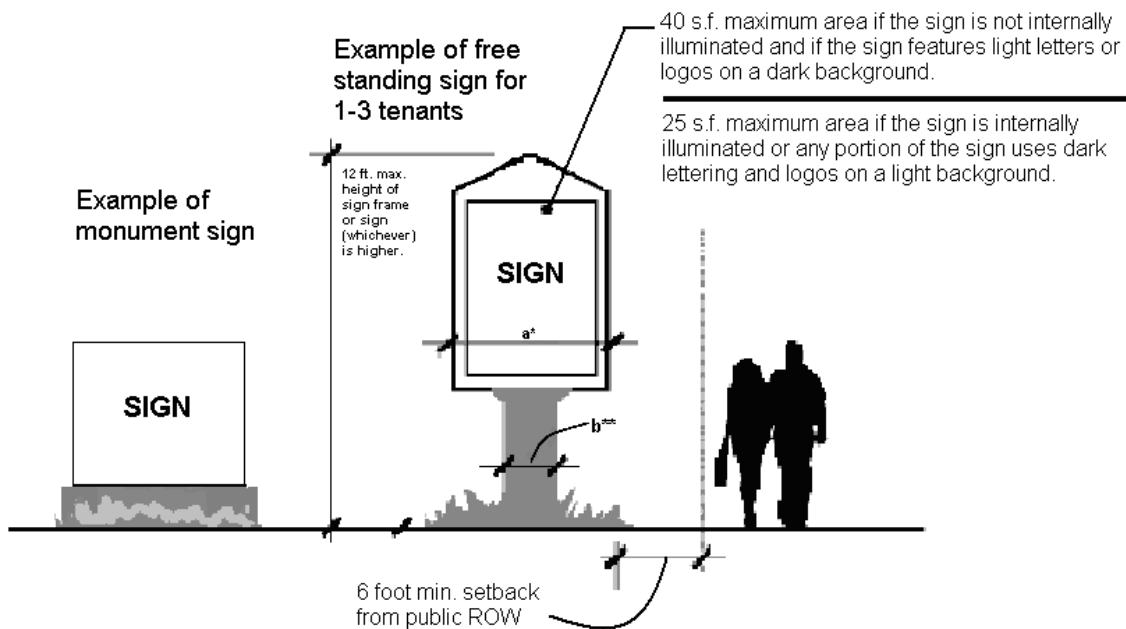 40 s.f. maximum area if the sign is not internally
illuminated and if the sign features light letters or
logos on a dark background.
25 s.f. maximum area if the sign is internally
illuminated or any portion of the sign uses dark
lettering and logos on a light background.
Example of free
standing sign for
1-3 tenants
12 ft. max.
height of
sign frame
or sign
(whichever)
is higher.
Example of
monument sign
SIGN
a*
SIGN
b**
6 foot min. setback
from public ROW